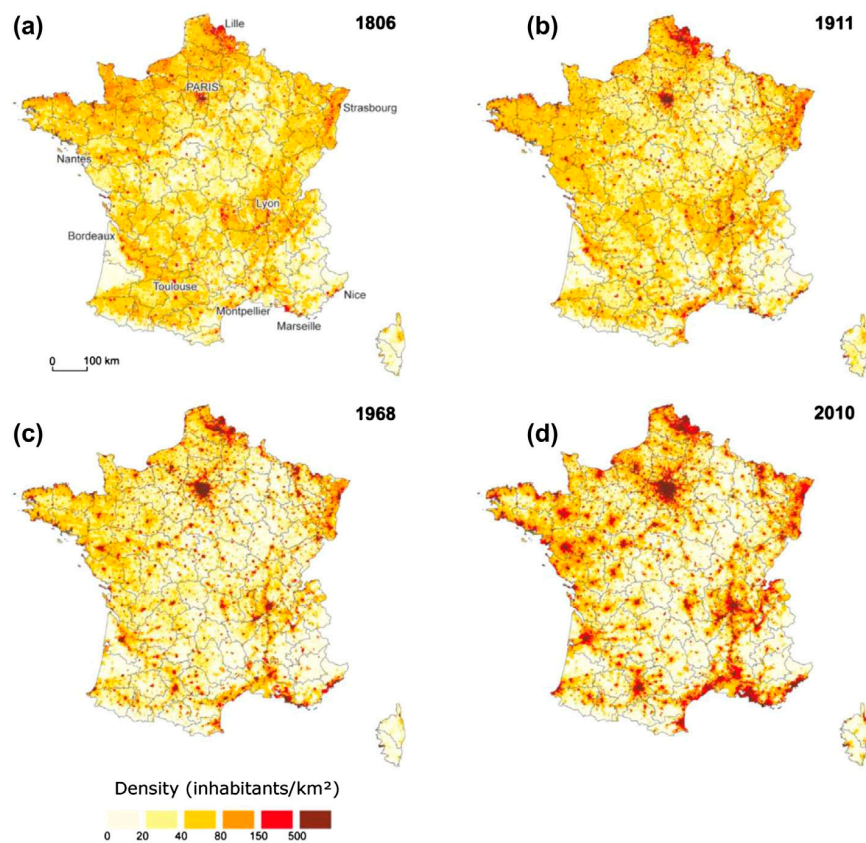 (a)
1806
Lille
PARIS
Strasbourg
Nantes
Lyon
Bordeaux
Toulouse
Nice
Montpellier
Marseille
0 100 km
(b)
1911
(c)
1968
(d)
2010
Density (inhabitants/km²)
0 20 40 80 150 500